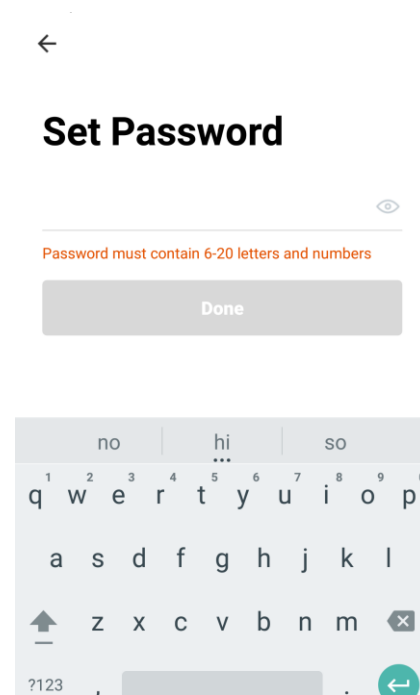 Set Password
Password must contain 6-20 letters and numbers
Done
no hi so
1 2 3 4 5 6 7 8 9
q w e r t y u i o p
a s d f g h j k l
z x c v b n m
?123 , .